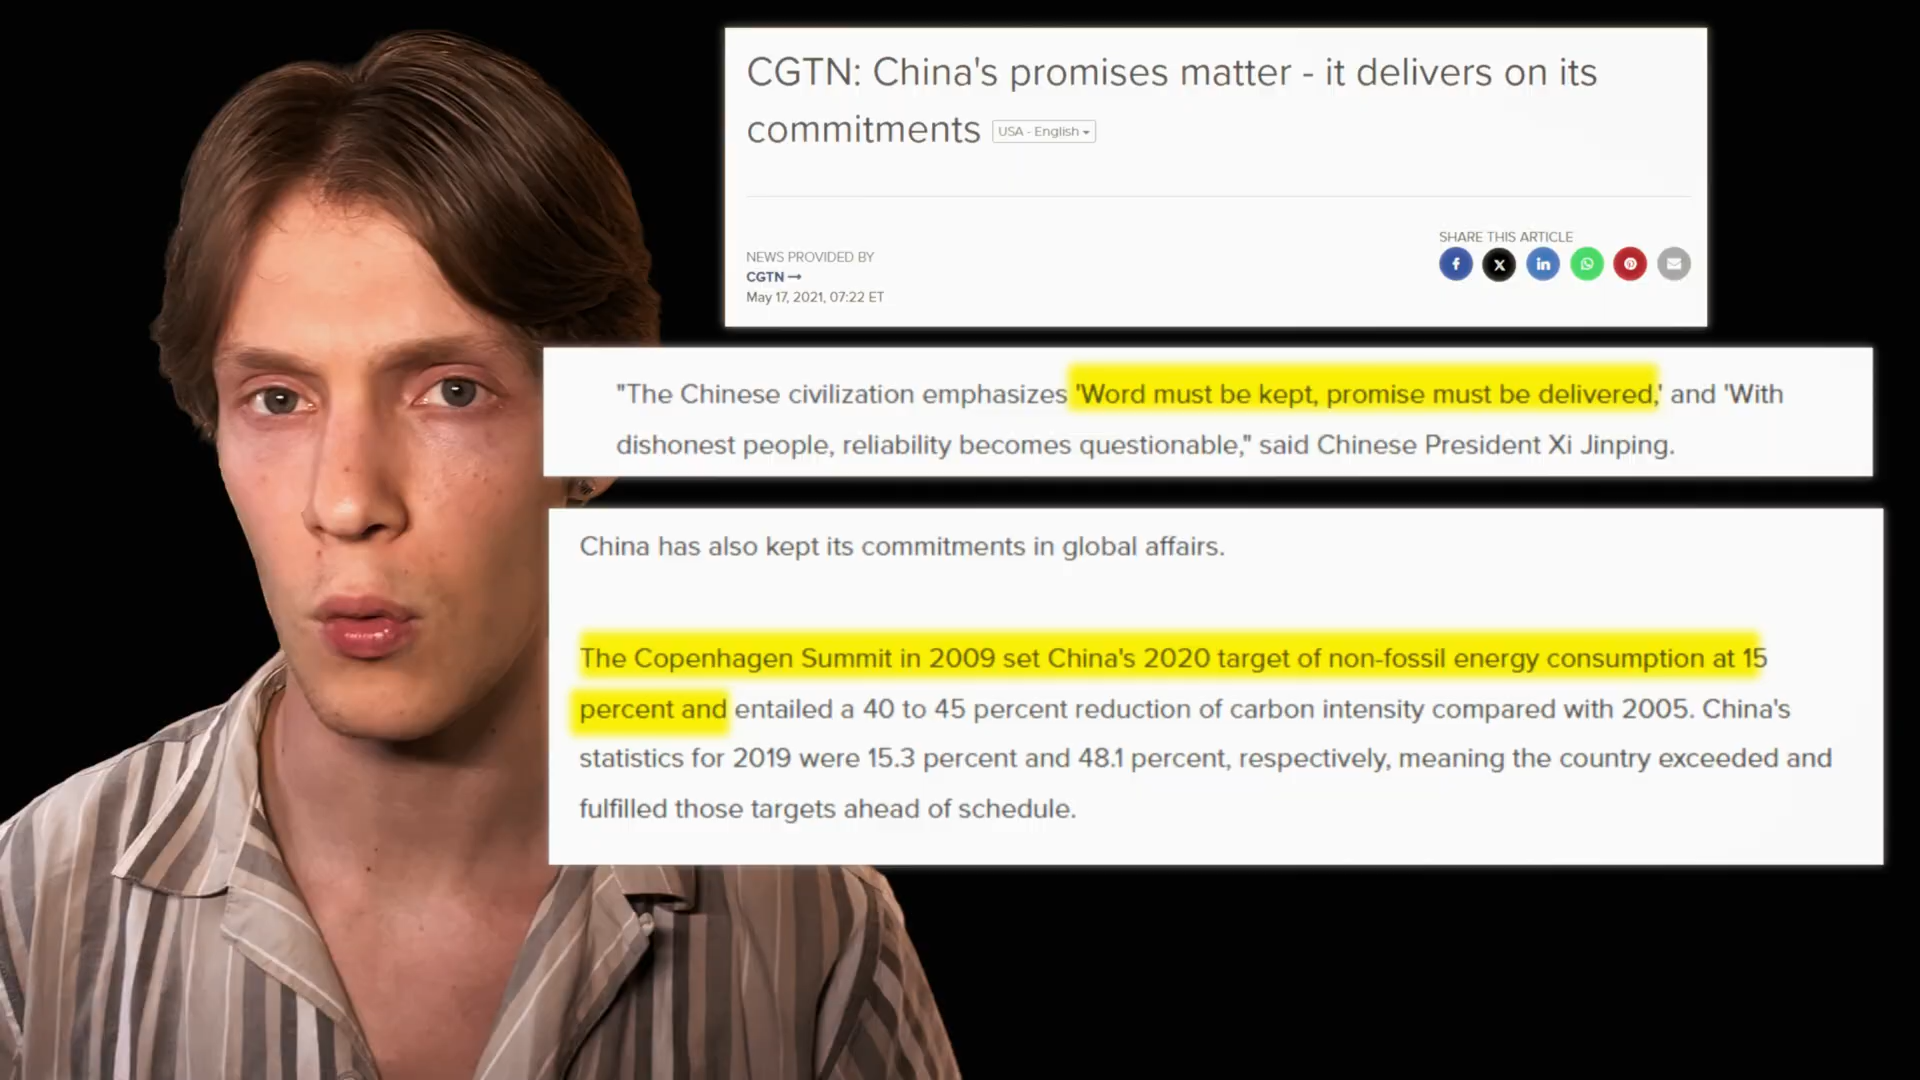 CGTN: China's promises matter - it delivers on its
commitments USA - English
SHARE THIS ARTICLE
NEWS PROVIDED BY
CGTN
May 17, 2021, 07:22 ET
"The Chinese civilization emphasizes 'Word must be kept, promise must be delivered,' and 'With
dishonest people, reliability becomes questionable," said Chinese President Xi Jinping.
China has also kept its commitments in global affairs.
The Copenhagen Summit in 2009 set China's 2020 target of non-fossil energy consumption at 15
percent and entailed a 40 to 45 percent reduction of carbon intensity compared with 2005. China's
statistics for 2019 were 15.3 percent and 48.1 percent, respectively, meaning the country exceeded and
fulfilled those targets ahead of schedule.